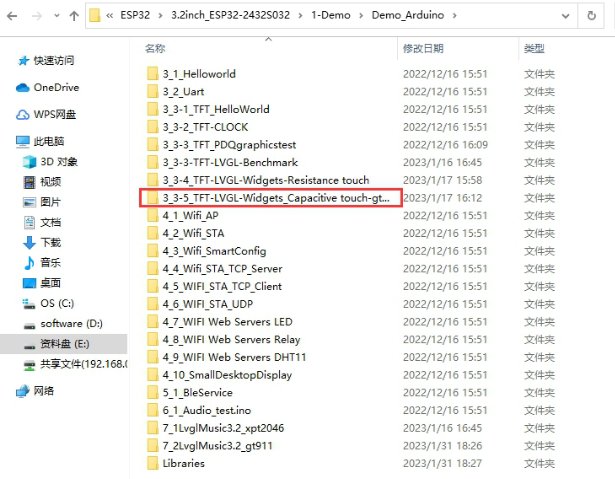 « ESP32 > 3.2inch_ESP32-2432S032 > 1-Demo > Demo_Arduino >
名称 修改日期 类型
快速访问
OneDrive
WPS网盘
此电脑
3D 对象
视频
图片
文档
下载
音乐
桌面
OS (C:)
software (D:)
资料盘 (E:)
共享文件(192.168.0
网络
3_1_Helloworld 2022/12/16 15:51 文件夹
3_2_Uart 2022/12/16 15:51 文件夹
3_3-1_TFT_HelloWorld 2022/12/16 15:51 文件夹
3_3-2_TFT-CLOCK 2022/12/16 15:51 文件夹
3_3-3_TFT_PDQgraphicstest 2022/12/16 16:09 文件夹
3_3-3-TFT-LVGL-Benchmark 2023/1/16 16:45 文件夹
3_3-4_TFT-LVGL-Widgets-Resistance touch 2023/1/17 15:58 文件夹
3_3-5_TFT-LVGL-Widgets_Capacitive touch-gt... 2023/1/17 16:12 文件夹
4_1_Wifi_AP 2022/12/16 15:51 文件夹
4_2_Wifi_STA 2022/12/16 15:51 文件夹
4_3_Wifi_SmartConfig 2022/12/16 15:51 文件夹
4_4_Wifi_STA_TCP_Server 2022/12/16 15:51 文件夹
4_5_WIFI_STA_TCP_Client 2022/12/16 15:51 文件夹
4_6_WIFI_STA_UDP 2022/12/16 15:51 文件夹
4_7_WIFI Web Servers LED 2022/12/16 15:51 文件夹
4_8_WIFI Web Servers Relay 2022/12/16 15:51 文件夹
4_9_WIFI Web Servers DHT11 2022/12/16 15:51 文件夹
4_10_SmallDesktopDisplay 2022/12/16 15:51 文件夹
5_1_BleService 2022/12/16 15:51 文件夹
6_1_Audio_test.ino 2022/12/16 15:51 文件夹
7_1LvglMusic3.2_xpt2046 2023/1/16 16:45 文件夹
7_2LvglMusic3.2_gt911 2023/1/31 18:26 文件夹
Libraries 2023/1/31 18:27 文件夹